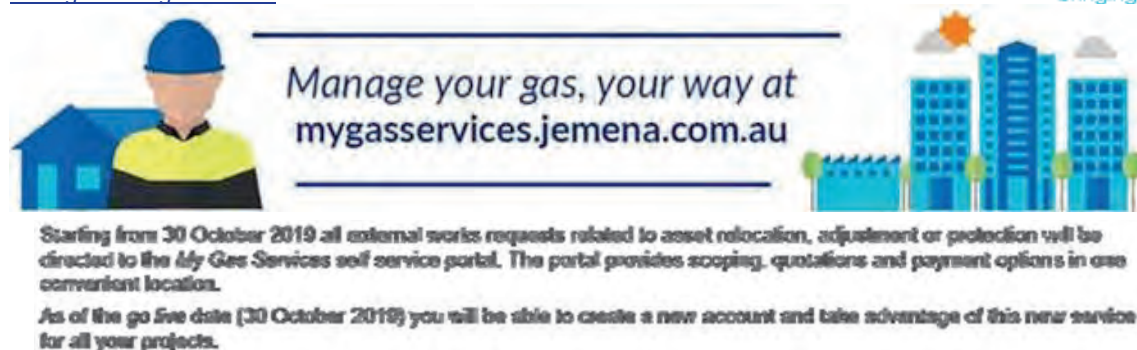 Manage your gas, your way at
mygasservices.jemena.com.au
Starting from 30 October 2019 all external works requests related to asset relocation, adjustment or protection will be
directed to the My Gas Services self service portal. The portal provides scoping, quotations and payment options in one
convenient location.
As of the go live date (30 October 2019) you will be able to create a new account and take advantage of this new service
for all your projects.